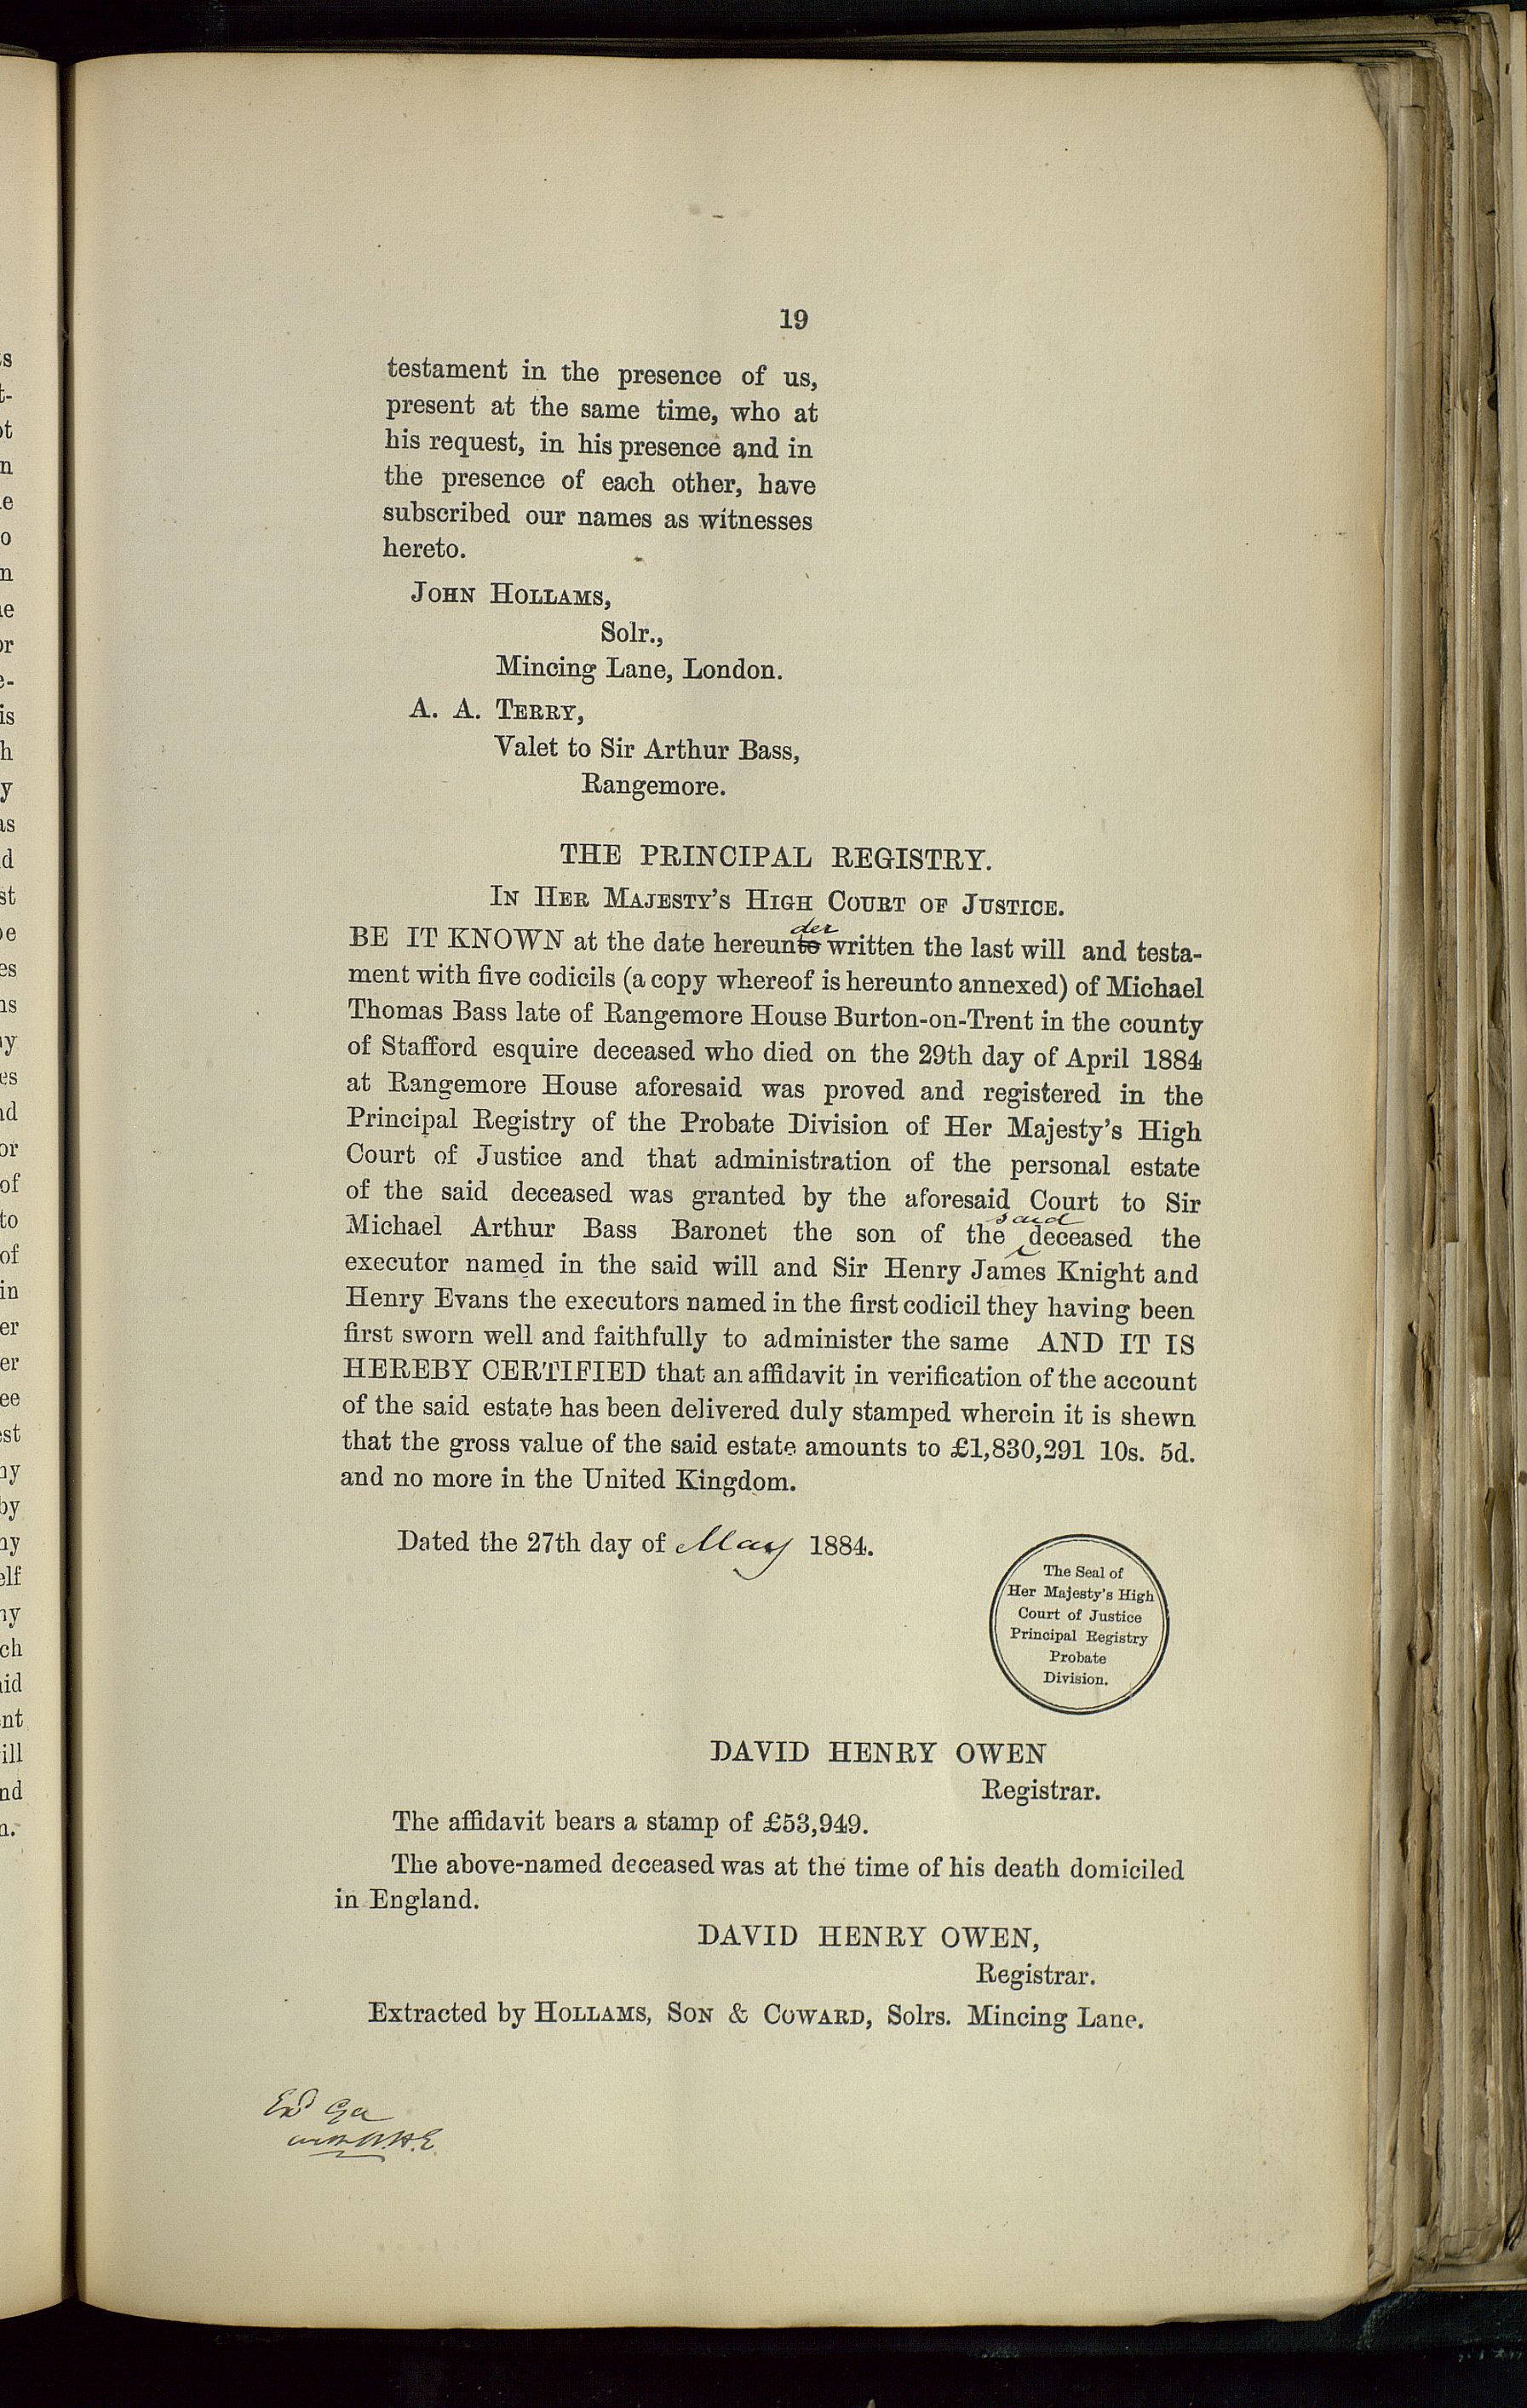 19
testament in the presence of us,
present at the same time, who at
his request, in his presence and in
the presence of each other, have
subscribed our names as witnesses
hereto.
JOHN HOLLAMS,
Solr.,
Mincing Lane, London.
A. A. TERRY,
Valet to Sir Arthur Bass,
Rangemore.
THE PRINCIPAL REGISTRY.
IN HER MAJESTY'S HIGH COURT OF JUSTICE.
der
BE IT KNOWN at the date hereunto written the last will and testa-
ment with five codicils (a copy whereof is hereunto annexed) of Michael
Thomas Bass late of Rangemore House Burton-on-Trent in the county
of Stafford esquire deceased who died on the 29th day of April 1884
at Rangemore House aforesaid was proved and registered in the
Principal Registry of the Probate Division of Her Majesty's High
Court of Justice and that administration of the personal estate
of the said deceased was granted by the aforesaid Court to Sir
said
Michael Arthur Bass Baronet the son of the deceased the
executor named in the said will and Sir Henry James Knight and
Henry Evans the executors named in the first codicil they having been
first sworn well and faithfully to administer the same AND IT IS
HEREBY CERTIFIED that an affidavit in verification of the account
of the said estate has been delivered duly stamped wherein it is shewn
that the gross value of the said estate amounts to £1,830,291 10s. 5d.
and no more in the United Kingdom.
Dated the 27th day of May 1884.
The Seal of
Her Majesty's High
Court of Justice
Principal Registry
Probate
Division.
DAVID HENRY OWEN
Registrar.
The affidavit bears a stamp of £53,949.
The above-named deceased was at the time of his death domiciled
in England.
DAVID HENRY OWEN,
Registrar.
Extracted by HOLLAMS, SON & COWARD, Solrs. Mincing Lane.